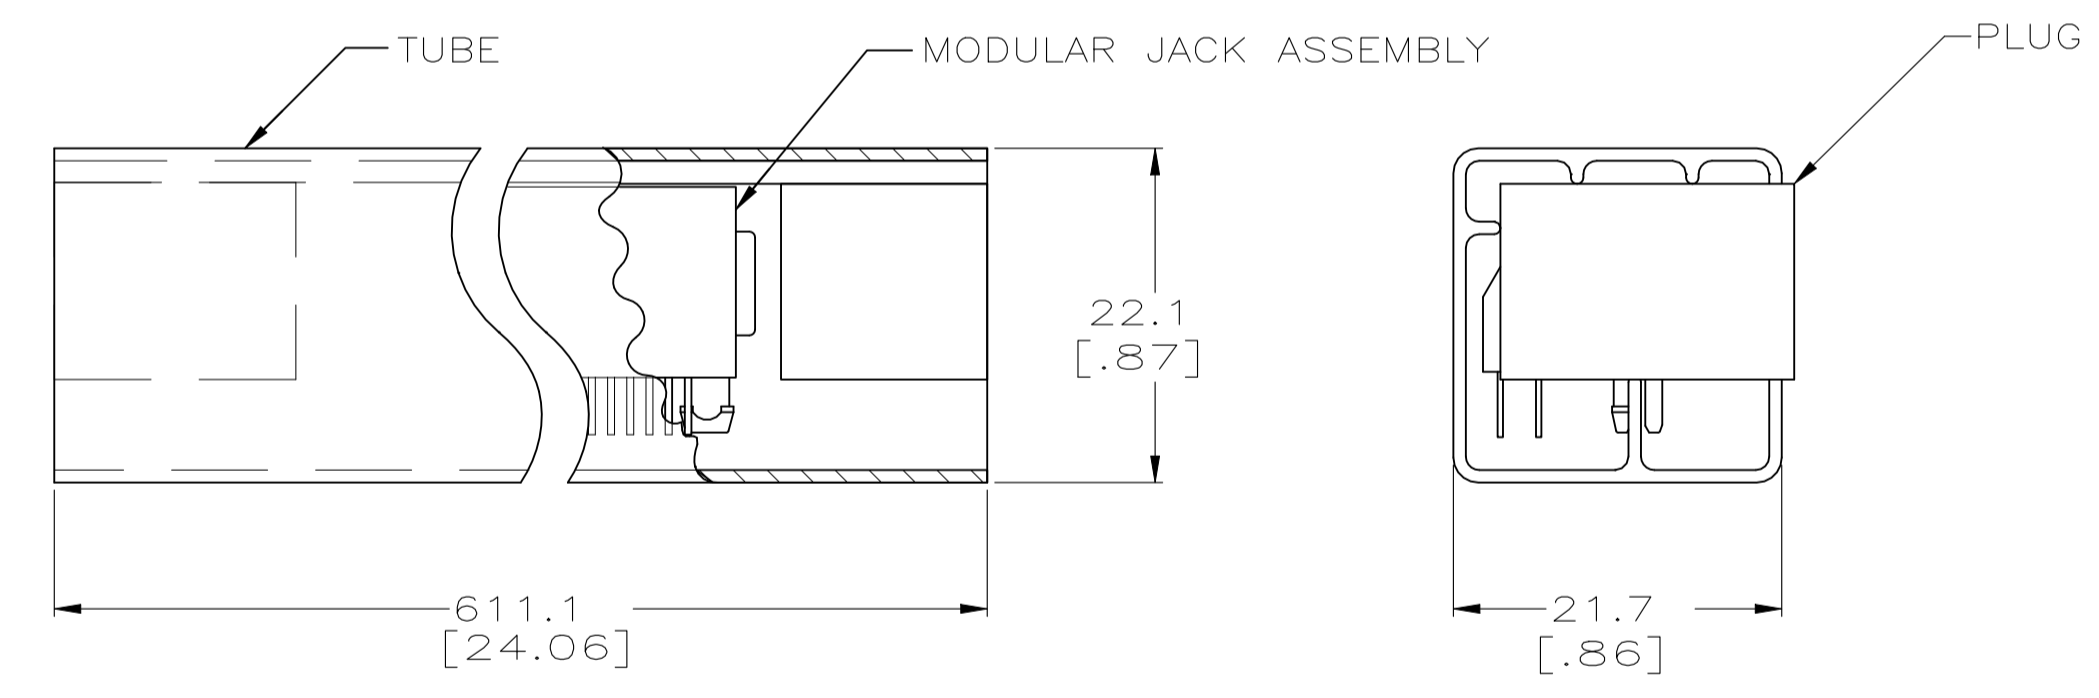 TUBE
MODULAR JACK ASSEMBLY
PLUG
22.1
[.87]
611.1
[24.06]
21.7
[.86]